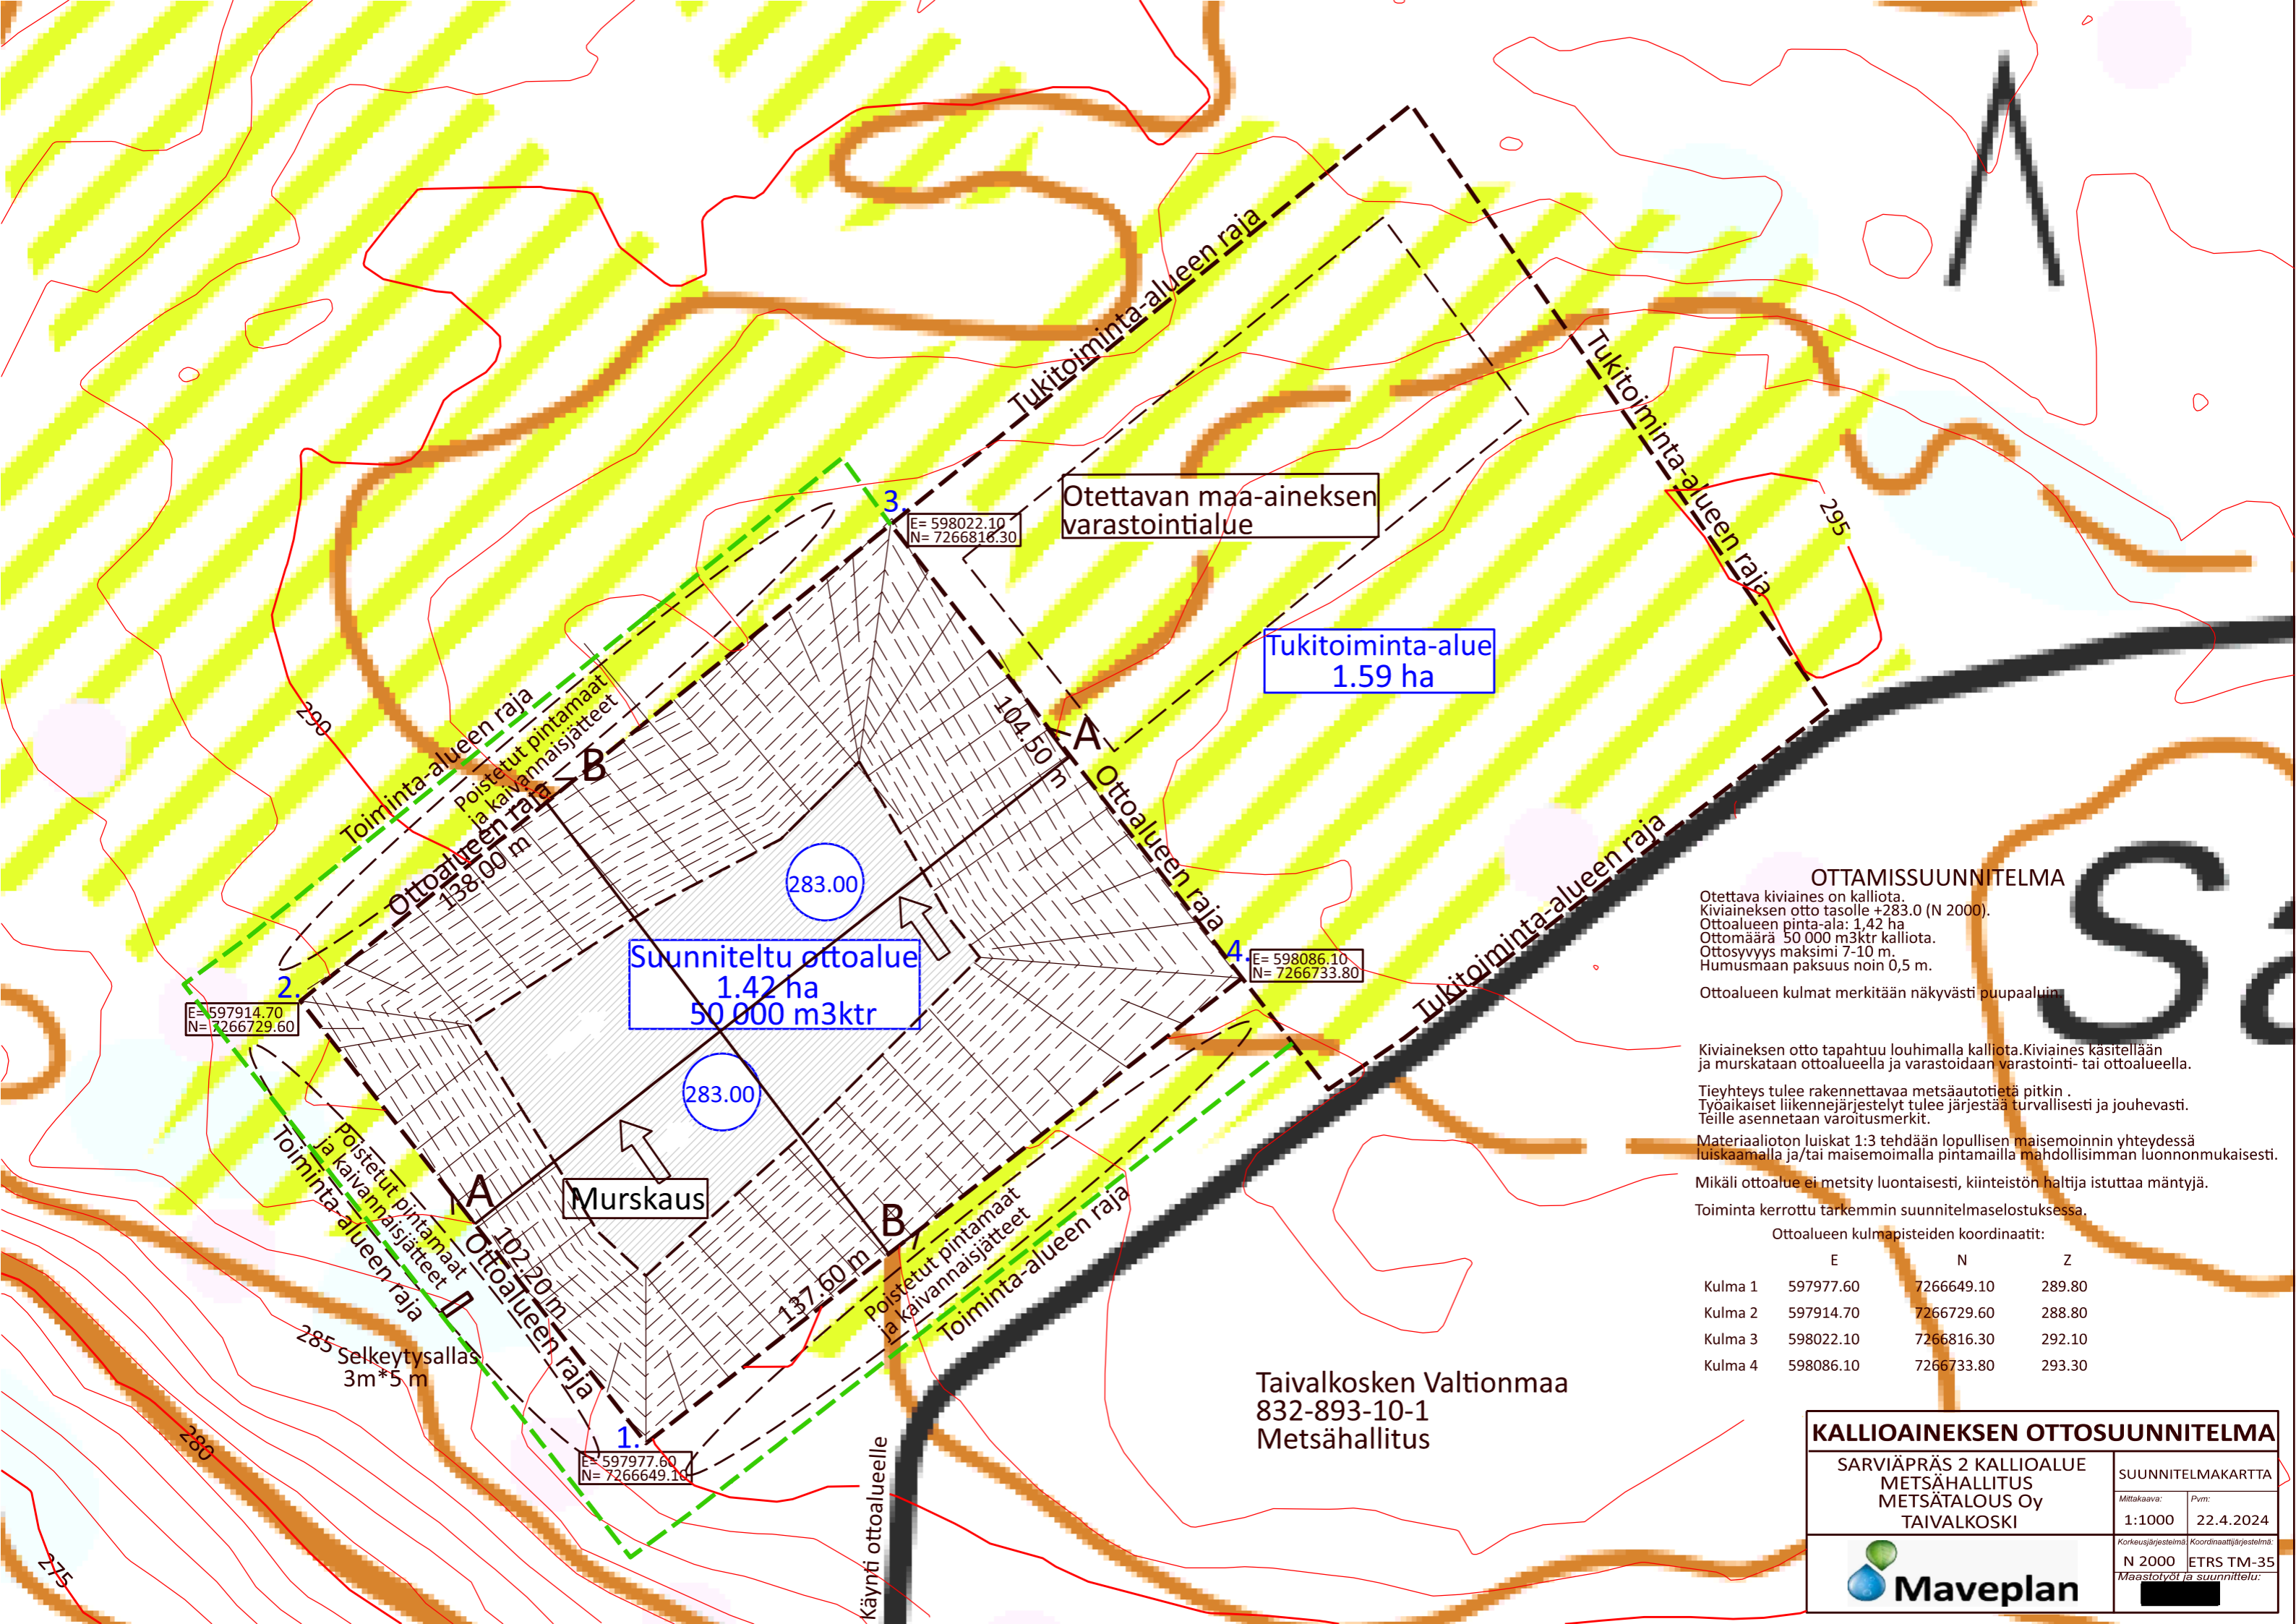 Tukitoiminta-alueen raja
Tukitoiminta-alueen raja
295
3.
E= 598022.10
N= 7266816.30
Otettavan maa-aineksen
varastointialue
Tukitoiminta-alue
1.59 ha
290
Toiminta-alueen raja
Poistetut pintamaat
ja kaivannaisjätteet
B
Ottoalueen raja
138.00 m
104.50 m
A
Ottoalueen raja
283.00
Suunniteltu ottoalue
1.42 ha
50 000 m3ktr
283.00
2.
E= 597914.70
N= 7266729.60
4.
E= 598086.10
N= 7266733.80
Tukitoiminta-alueen raja
Toiminta-alueen raja
Poistetut pintamaat
ja kaivannaisjätteet
A
102.20 m
Ottoalueen raja
Murskaus
B
137.60 m
Poistetut pintamaat
ja kaivannaisjätteet
Toiminta-alueen raja
285
Selkeytysallas
3m*5 m
280
275
1.
E= 597977.60
N= 7266649.10
Käynti ottoalueelle
Taivalkosken Valtionmaa
832-893-10-1
Metsähallitus
Sa
OTTAMISSUUNNITELMA
Otettava kiviaines on kalliota.
Kiviaineksen otto tasolle +283.0 (N 2000).
Ottoalueen pinta-ala: 1,42 ha
Ottomäärä 50 000 m3ktr kalliota.
Ottosyvyys maksimi 7-10 m.
Humusmaan paksuus noin 0,5 m.
Ottoalueen kulmat merkitään näkyvästi puupaaluin.
Kiviaineksen otto tapahtuu louhimalla kalliota.Kiviaines käsitellään
ja murskataan ottoalueella ja varastoidaan varastointi- tai ottoalueella.
Tieyhteys tulee rakennettavaa metsäautotietä pitkin .
Työaikaiset liikennejärjestelyt tulee järjestää turvallisesti ja jouhevasti.
Teille asennetaan varoitusmerkit.
Materiaalioton luiskat 1:3 tehdään lopullisen maisemoinnin yhteydessä
luiskaamalla ja/tai maisemoimalla pintamailla mahdollisimman luonnonmukaisesti.
Mikäli ottoalue ei metsity luontaisesti, kiinteistön haltija istuttaa mäntyjä.
Toiminta kerrottu tarkemmin suunnitelmaselostuksessa.
Ottoalueen kulmapisteiden koordinaatit:
E N Z
Kulma 1 597977.60 7266649.10 289.80
Kulma 2 597914.70 7266729.60 288.80
Kulma 3 598022.10 7266816.30 292.10
Kulma 4 598086.10 7266733.80 293.30
KALLIOAINEKSEN OTTOSUUNNITELMA
SARVIÄPRÄS 2 KALLIOALUE
METSÄHALLITUS
METSÄTALOUS Oy
TAIVALKOSKI
SUUNNITELMAKARTTA
Mittakaava: Pvm:
1:1000 22.4.2024
Korkeusjärjestelmä: Koordinaattijärjestelmä:
N 2000 ETRS TM-35
Maastotyöt ja suunnittelu:
Maveplan